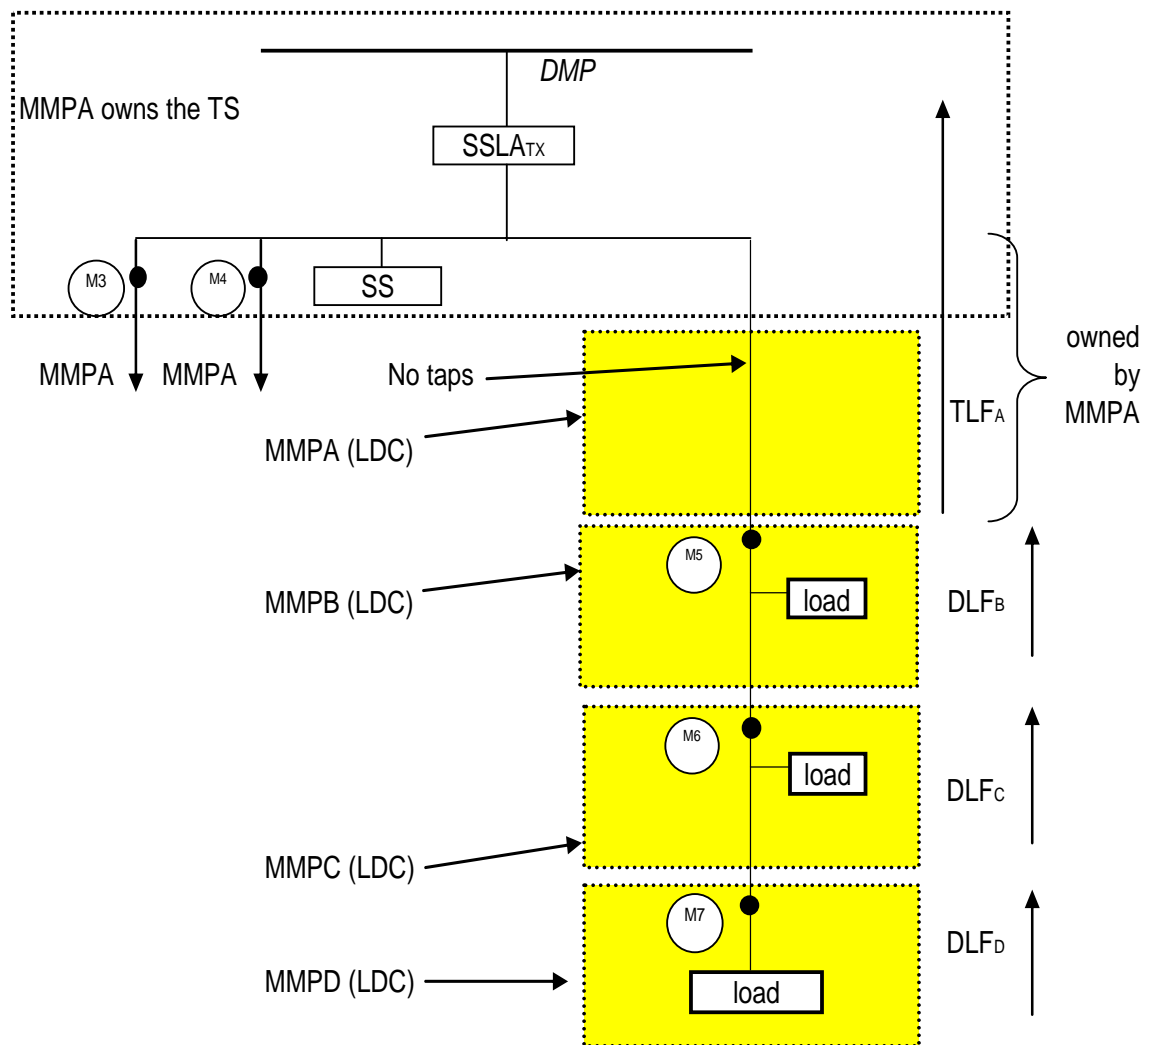 DMP
MMPA owns the TS
SSLATX
M3
M4
SS
MMPA
MMPA
No taps
owned
by
MMPA
TLFA
MMPA (LDC)
M5
load
MMPB (LDC)
DLFB
M6
load
DLFC
MMPC (LDC)
M7
DLFD
MMPD (LDC)
load